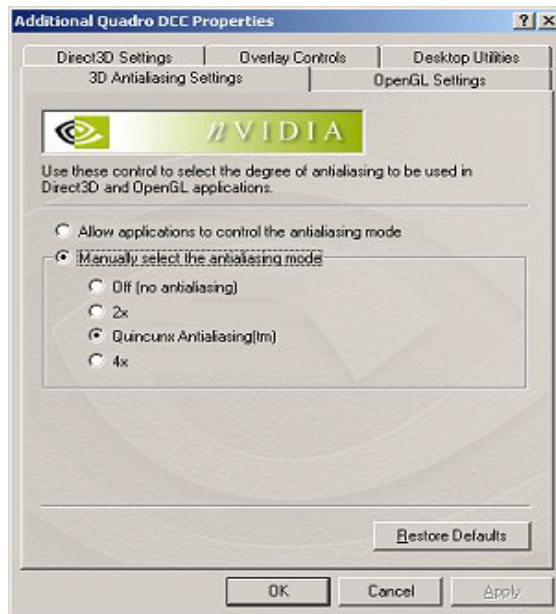 Additional Quadro DCC Properties
Direct3D Settings
Overlay Controls
Desktop Utilities
3D Antialiasing Settings
OpenGL Settings
nVIDIA
Use these control to select the degree of antialiasing to be used in
Direct3D and OpenGL applications.
Allow applications to control the antialiasing mode
Manually select the antialiasing mode
Off (no antialiasing)
2x
Quincunx Antialiasing(tm)
4x
Restore Defaults
OK
Cancel
Apply